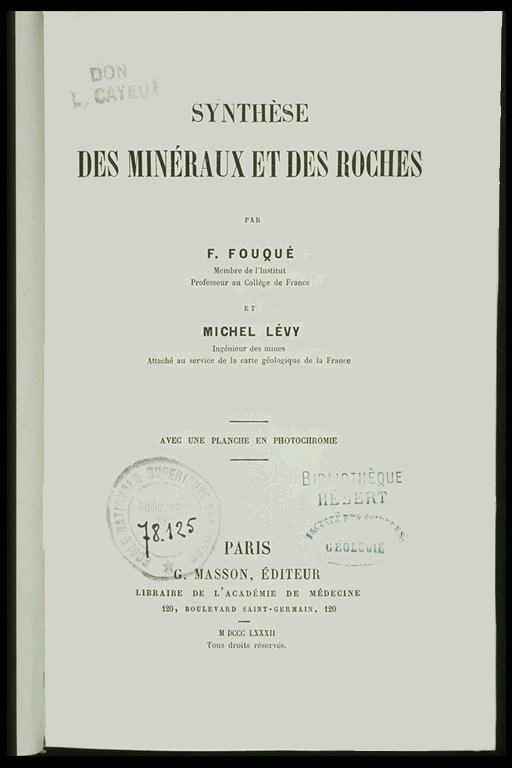 DON
L. CAYEUX
SYNTHÈSE
DES MINÉRAUX ET DES ROCHES
PAR
F. FOUQUÉ
Membre de l'Institut
Professeur au Collège de France
ET
MICHEL LÉVY
Ingénieur des mines
Attaché au service de la carte géologique de la France
AVEC UNE PLANCHE EN PHOTOCHROMIE
SUPERIEURE DES
Bibliothèque
78.125
BIBLIOTHÈQUE
HÉBERT
GÉOLOGIE
PARIS
G. MASSON, ÉDITEUR
LIBRAIRE DE L'ACADÉMIE DE MÉDECINE
120, BOULEVARD SAINT-GERMAIN, 120
M DCCC LXXXII
Tous droits réservés.